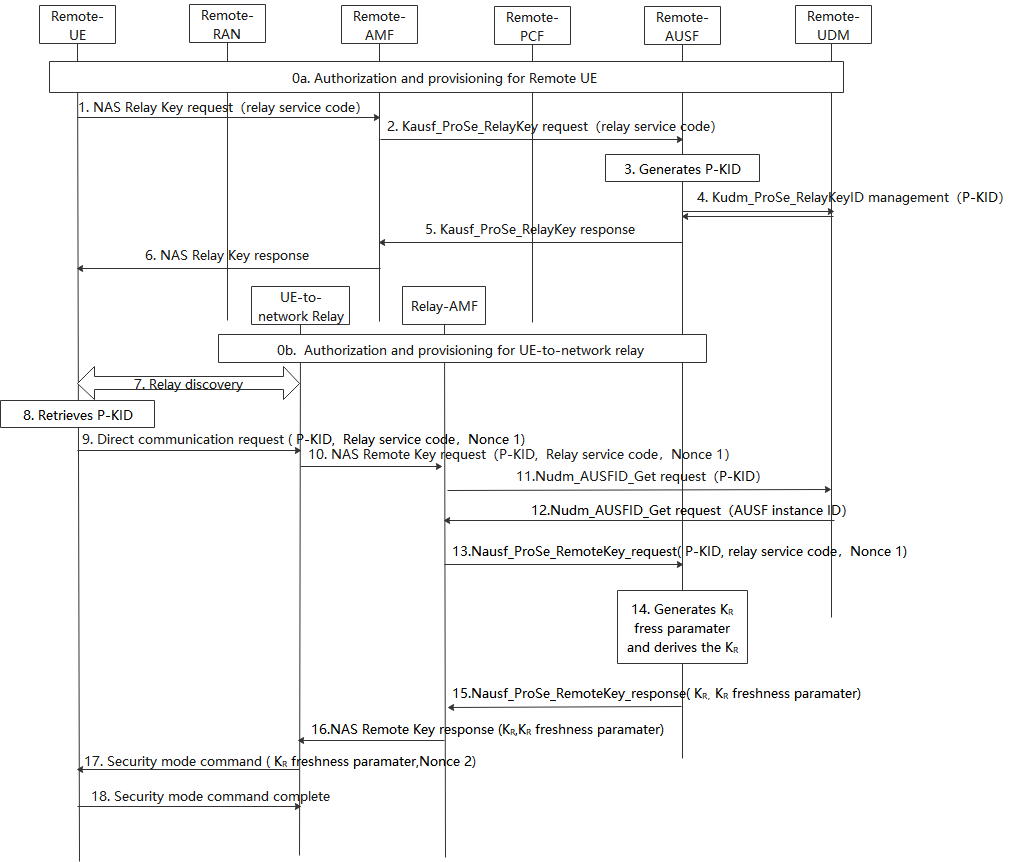 Remote-
UE
Remote-
RAN
Remote-
AMF
Remote-
PCF
Remote-
AUSF
Remote-
UDM
0a. Authorization and provisioning for Remote UE
1. NAS Relay Key request（relay service code）
2. Kausf_ProSe_RelayKey request（relay service code）
3. Generates P-KID
4. Kudm_ProSe_RelayKeyID management（P-KID）
5. Kausf_ProSe_RelayKey response
6. NAS Relay Key response
UE-to-
network Relay
Relay-AMF
0b. Authorization and provisioning for UE-to-network relay
7. Relay discovery
8. Retrieves P-KID
9. Direct communication request ( P-KID, Relay service code，Nonce 1)
10. NAS Remote Key request（P-KID, Relay service code，Nonce 1）
11.Nudm_AUSFID_Get request（P-KID）
12.Nudm_AUSFID_Get request（AUSF instance ID）
13.Nausf_ProSe_RemoteKey_request( P-KID, relay service code，Nonce 1)
14. Generates KR
fress paramater
and derives the KR
15.Nausf_ProSe_RemoteKey_response( KR, KR freshness paramater)
16.NAS Remote Key response (KR,KR freshness paramater)
17. Security mode command ( KR freshness paramater,Nonce 2)
18. Security mode command complete